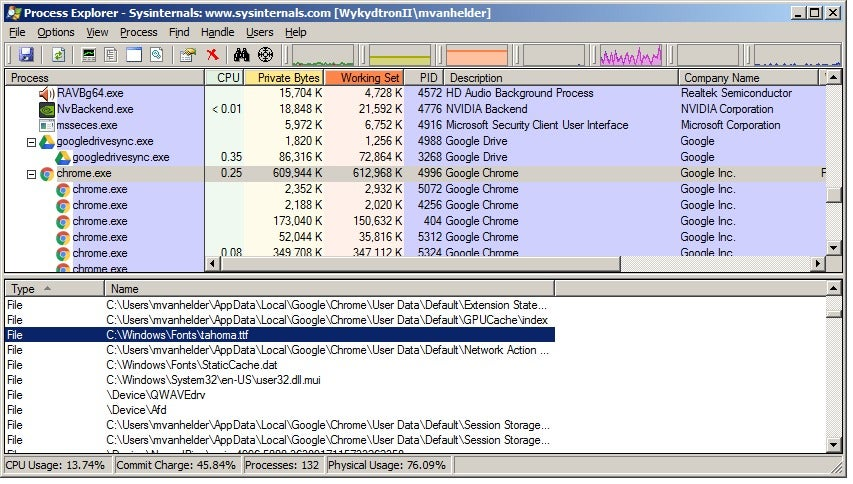 Process Explorer - Sysinternals: www.sysinternals.com [WykydtronII\mvanhelder]
File Options View Process Find Handle Users Help
Process CPU Private Bytes Working Set PID Description Company Name
RAVBg64.exe 15,704 K 4,728 K 4572 HD Audio Background Process Realtek Semiconductor
NvBackend.exe < 0.01 18,848 K 21,592 K 4776 NVIDIA Backend NVIDIA Corporation
msseces.exe 5,972 K 6,752 K 4916 Microsoft Security Client User Interface Microsoft Corporation
googledrivesync.exe 1,820 K 1,256 K 4988 Google Drive Google
googledrivesync.exe 0.35 86,316 K 72,864 K 3268 Google Drive Google
chrome.exe 0.25 609,944 K 612,968 K 4996 Google Chrome Google Inc.
chrome.exe 2,352 K 2,932 K 5072 Google Chrome Google Inc.
chrome.exe 2,188 K 2,020 K 4256 Google Chrome Google Inc.
chrome.exe 173,040 K 150,632 K 404 Google Chrome Google Inc.
chrome.exe 52,044 K 35,816 K 5312 Google Chrome Google Inc.
chrome.exe 0.08 349,708 K 347,112 K 5324 Google Chrome Google Inc.
chrome.exe
Type Name
File C:\Users\mvanhelder\AppData\Local\Google\Chrome\User Data\Default\Extension State...
File C:\Users\mvanhelder\AppData\Local\Google\Chrome\User Data\Default\GPUCache\index
File C:\Windows\Fonts\tahoma.ttf
File C:\Users\mvanhelder\AppData\Local\Google\Chrome\User Data\Default\Network Action ...
File C:\Windows\Fonts\StaticCache.dat
File C:\Windows\System32\en-US\user32.dll.mui
File \Device\QWAVEdrv
File \Device\Afd
File C:\Users\mvanhelder\AppData\Local\Google\Chrome\User Data\Default\Session Storage...
File C:\Users\mvanhelder\AppData\Local\Google\Chrome\User Data\Default\Session Storage...
CPU Usage: 13.74% Commit Charge: 45.84% Processes: 132 Physical Usage: 76.09%